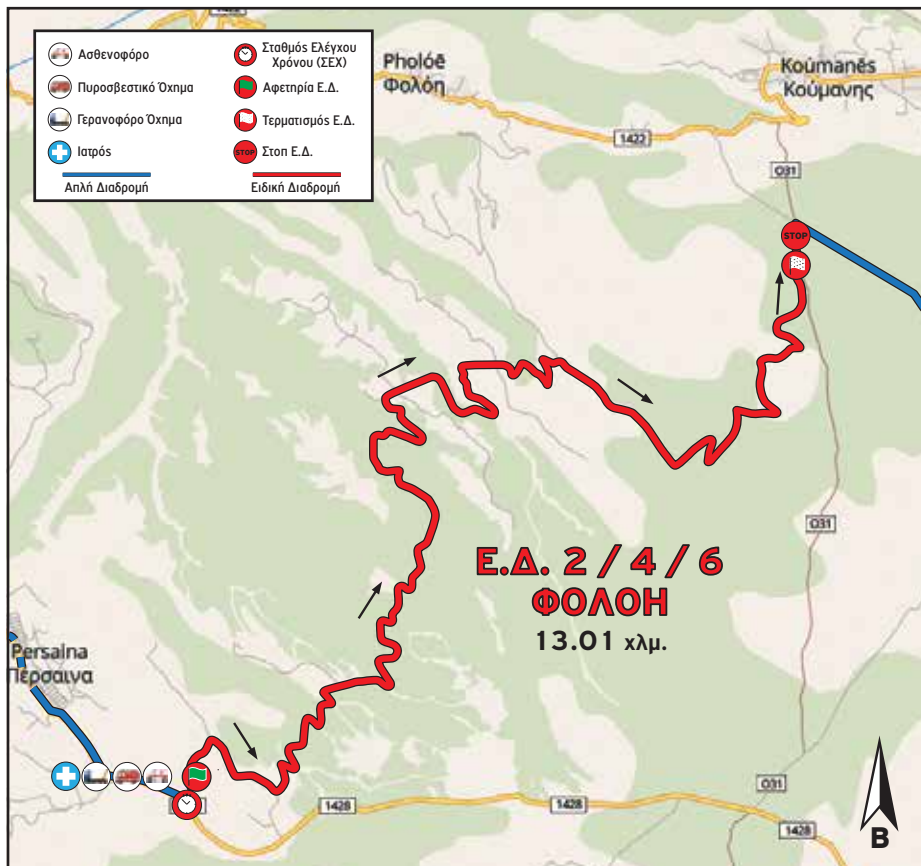 Ασθενοφόρο
Πυροσβεστικό Όχημα
Γερανοφόρο Όχημα
Ιατρός
Απλή Διαδρομή
Σταθμός Ελέγχου
Χρόνου (ΣΕΧ)
Αφετηρία Ε.Δ.
Τερματισμός Ε.Δ.
STOP
Στοπ Ε.Δ.
Ειδική Διαδρομή
Pholóē
Φολόη
Koúmanēs
Κούμανης
1422
O31
STOP
O31
Ε.Δ. 2 / 4 / 6
ΦΟΛΟΗ
13.01 χλμ.
Persaina
Πέρσαινα
O31
1428
1428
1428
Β